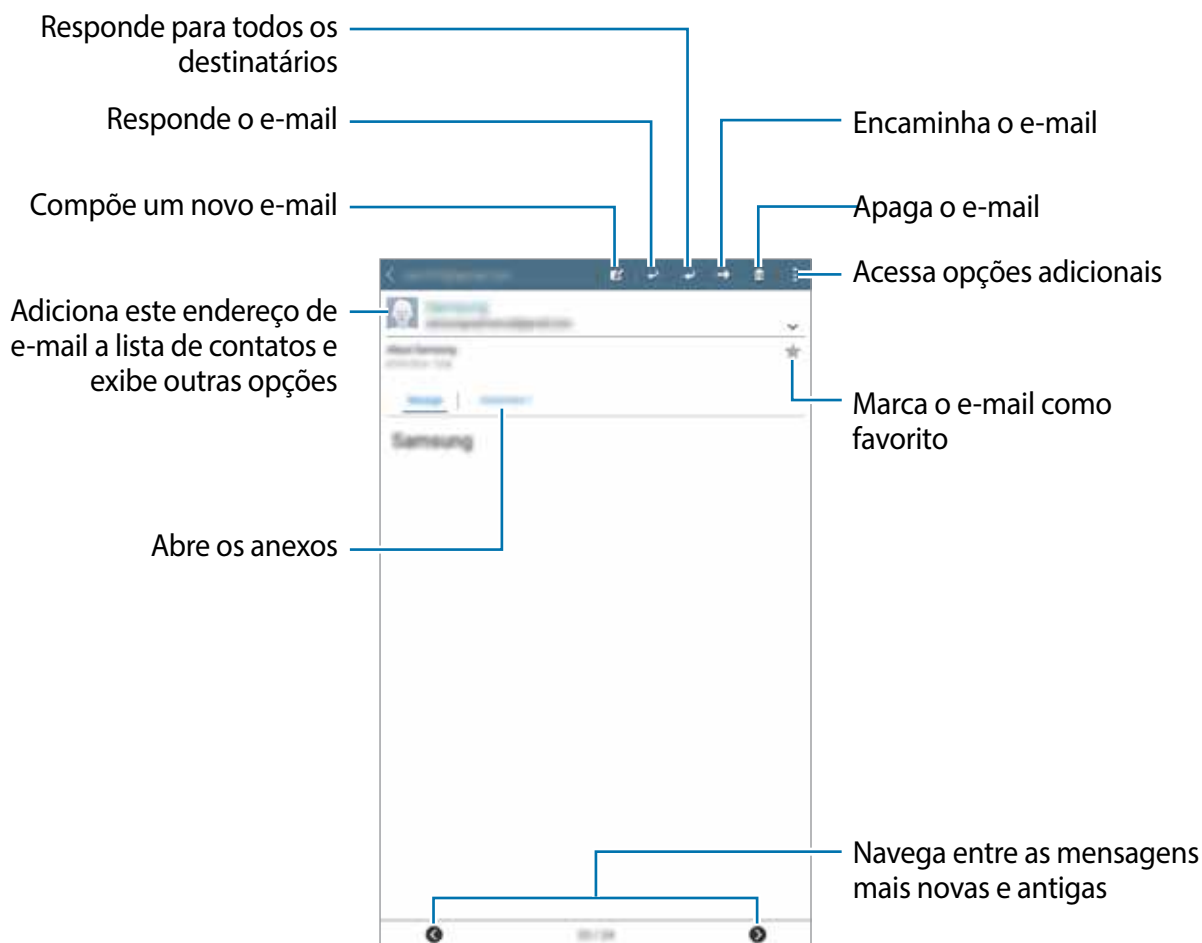 Responde para todos os
destinatários
Responde o e-mail
Compõe um novo e-mail
Adiciona este endereço de
e-mail a lista de contatos e
exibe outras opções
Abre os anexos
Encaminha o e-mail
Apaga o e-mail
Acessa opções adicionais
Marca o e-mail como
favorito
Navega entre as mensagens
mais novas e antigas
Samsung
Samsung